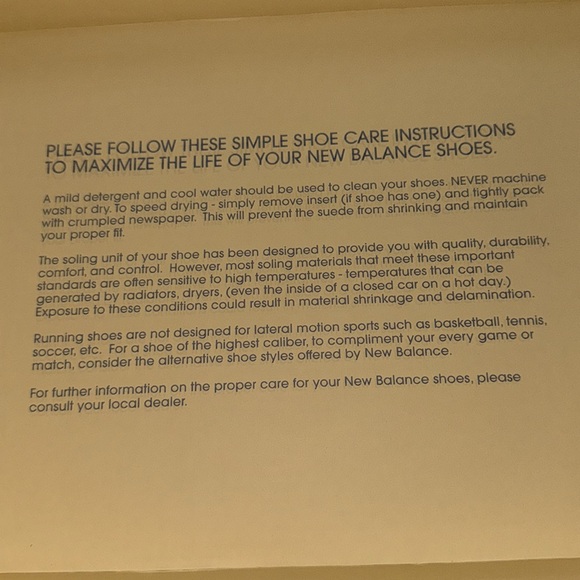 PLEASE FOLLOW THESE SIMPLE SHOE CARE INSTRUCTIONS
TO MAXIMIZE THE LIFE OF YOUR NEW BALANCE SHOES.
A mild detergent and cool water should be used to clean your shoes. NEVER machine
wash or dry. To speed drying - simply remove insert (if shoe has one) and tightly pack
with crumpled newspaper. This will prevent the suede from shrinking and maintain
your proper fit.
The soling unit of your shoe has been designed to provide you with quality, durability,
comfort, and control. However, most soling materials that meet these important
standards are often sensitive to high temperatures - temperatures that can be
generated by radiators, dryers, (even the inside of a closed car on a hot day.)
Exposure to these conditions could result in material shrinkage and delamination.
Running shoes are not designed for lateral motion sports such as basketball, tennis,
soccer, etc. For a shoe of the highest caliber, to compliment your every game or
match, consider the alternative shoe styles offered by New Balance.
For further information on the proper care for your New Balance shoes, please
consult your local dealer.